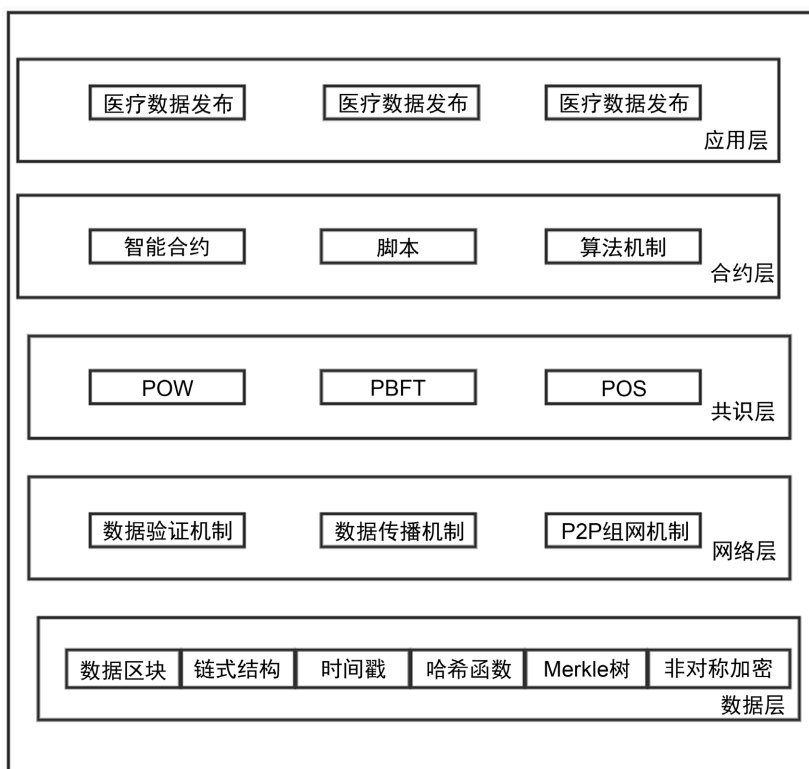 医疗数据发布 医疗数据发布 医疗数据发布
应用层
智能合约 脚本 算法机制
合约层
POW PBFT POS
共识层
数据验证机制 数据传播机制 P2P组网机制
网络层
数据区块 链式结构 时间戳 哈希函数 Merkle树 非对称加密
数据层